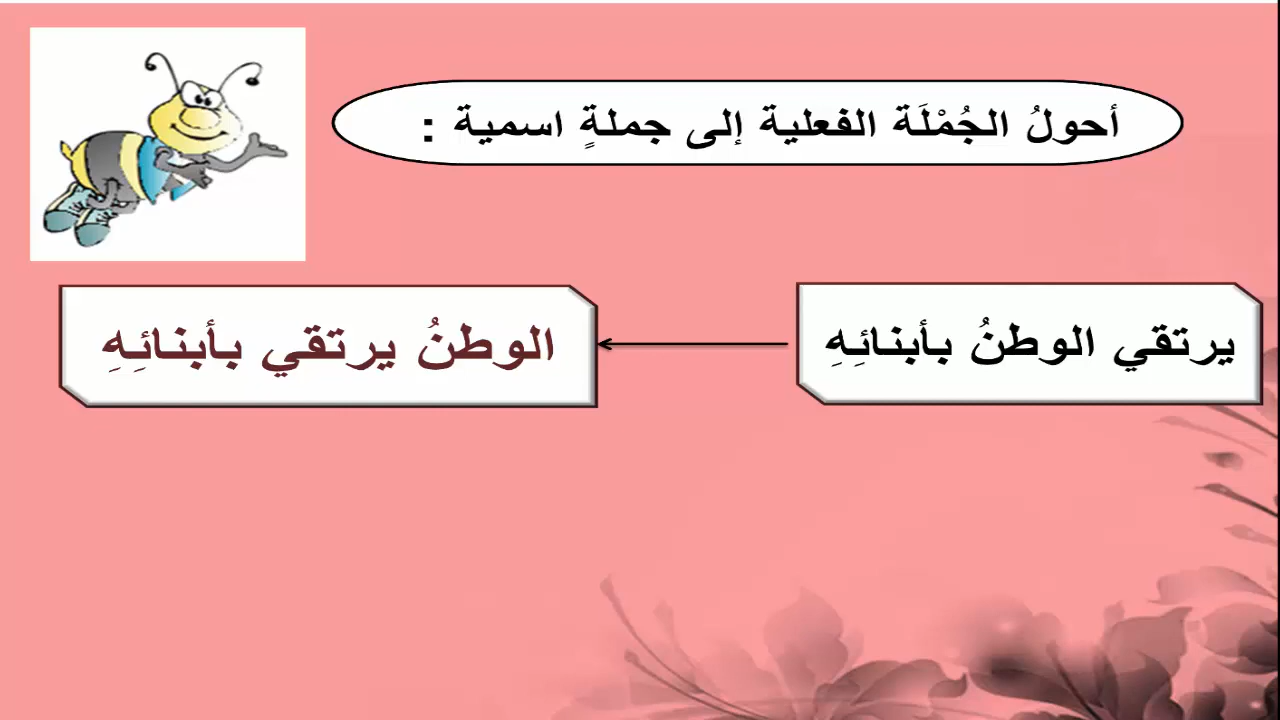 أحولُ الجُمْلَة الفعلية إلى جملةٍ اسمية :
يرتقي الوطنُ بأبنائِهِ
الوطنُ يرتقي بأبنائِهِ